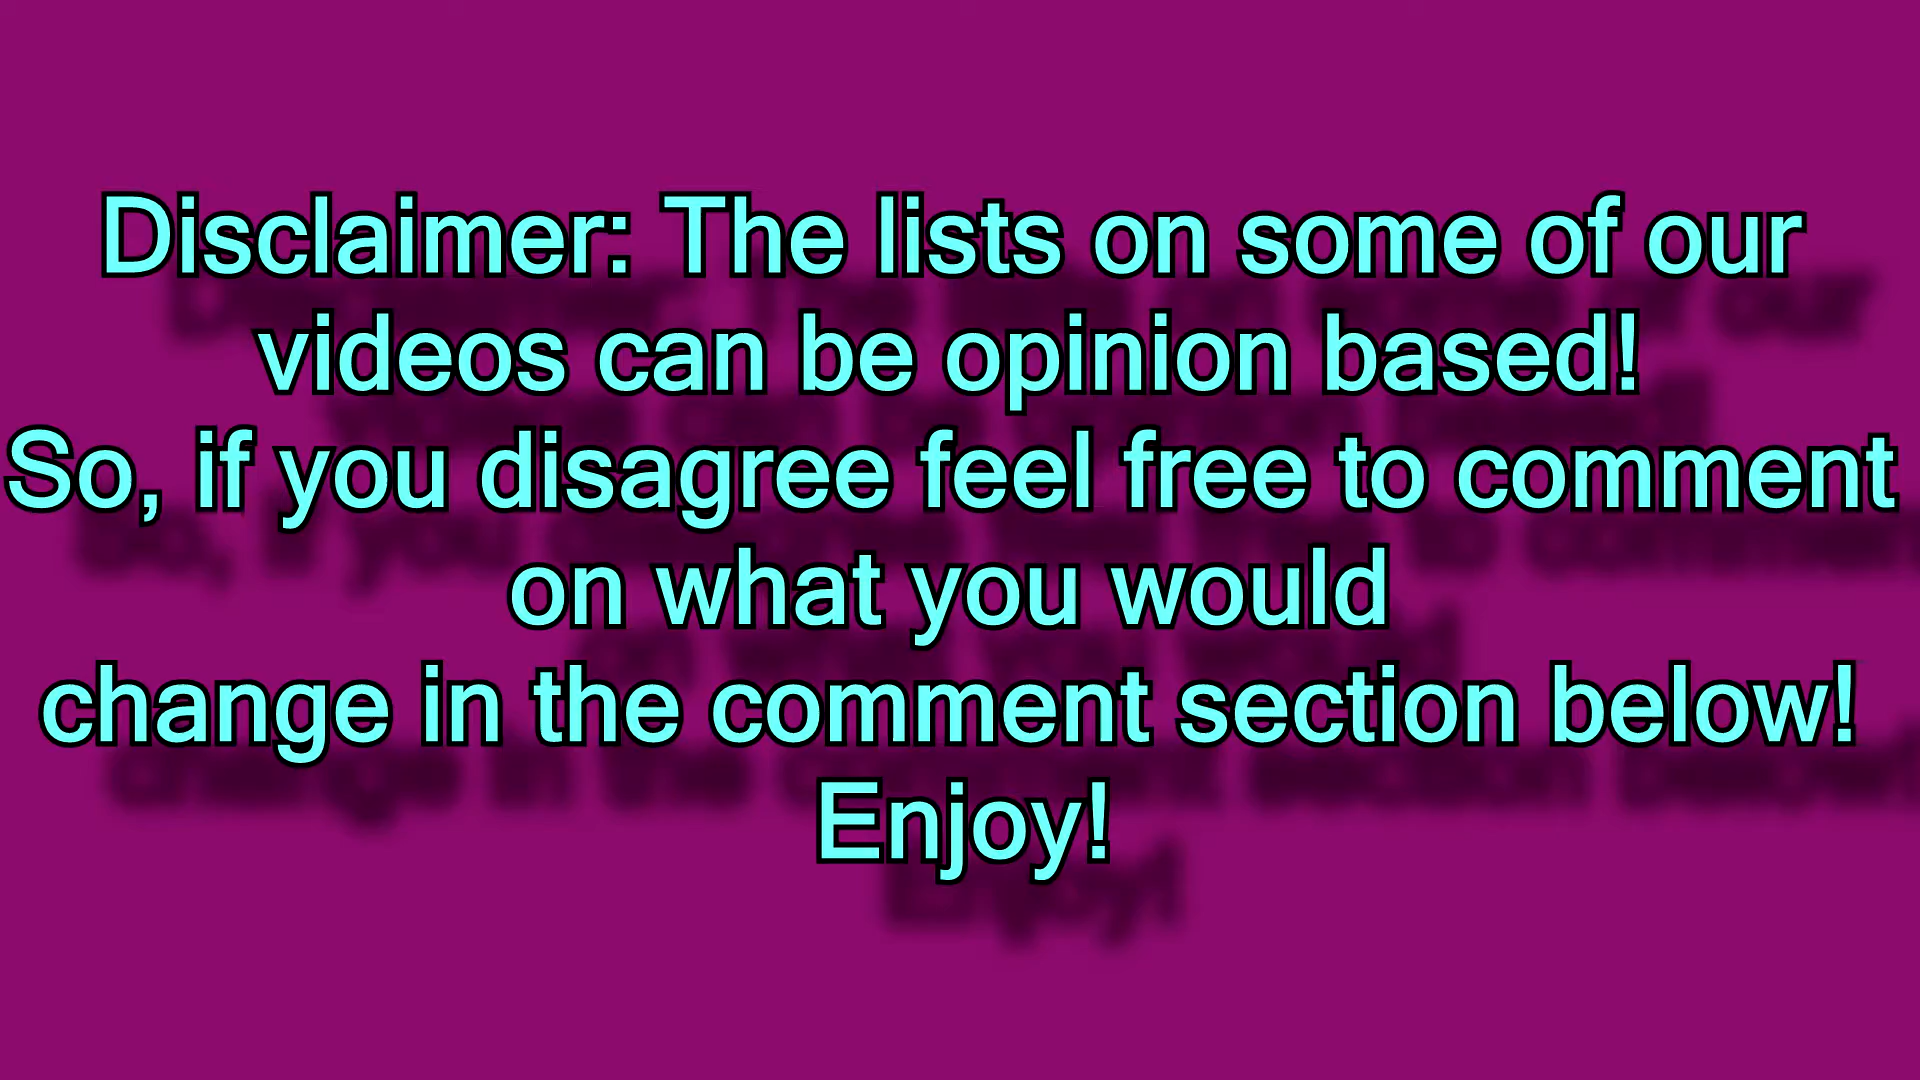 Disclaimer: The lists on some of our
videos can be opinion based!
So, if you disagree feel free to comment
on what you would
change in the comment section below!
Enjoy!